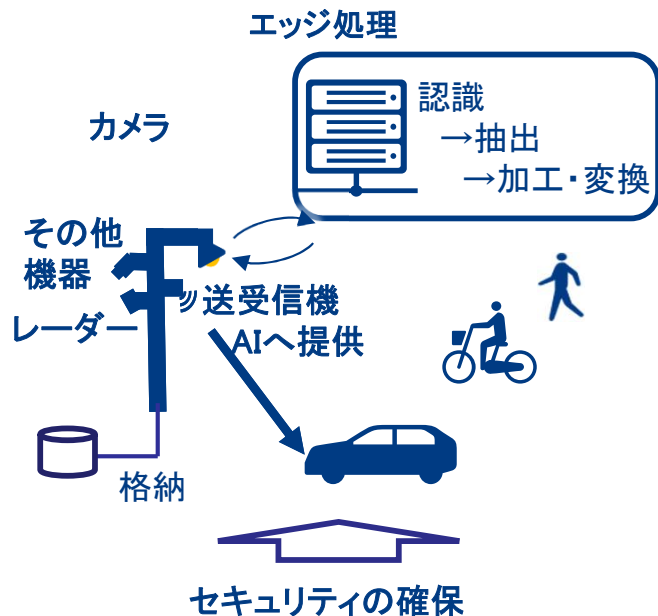 エッジ処理
認識
→抽出
→加工・変換
カメラ
その他
機器
レーダー
送受信機
AIへ提供
格納
セキュリティの確保